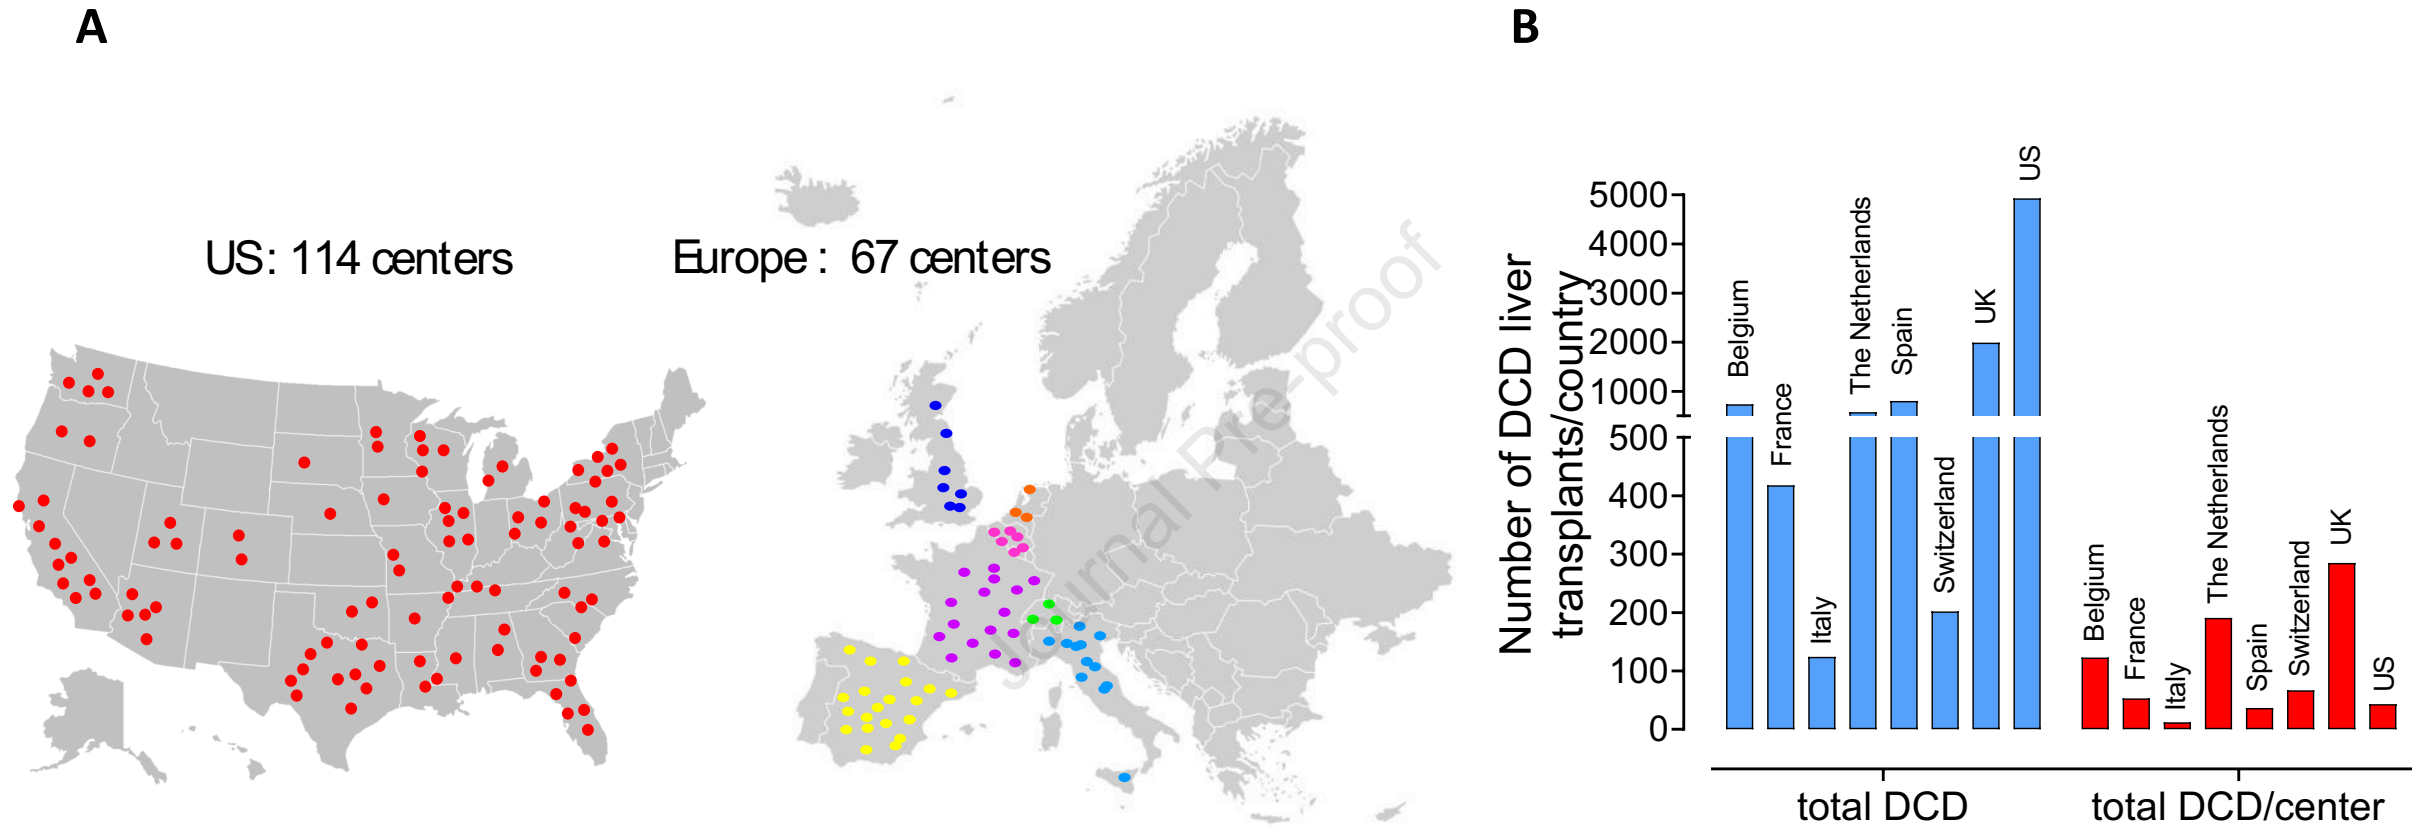 A
B
US: 114 centers
Europe : 67 centers
Journal Pre-proof
Number of DCD liver
transplants/country
5000
4000
3000
2000
1000
500
400
300
200
100
0
Belgium
France
Italy
The Netherlands
Spain
Switzerland
UK
US
Belgium
France
Italy
The Netherlands
Spain
Switzerland
UK
US
total DCD
total DCD/center